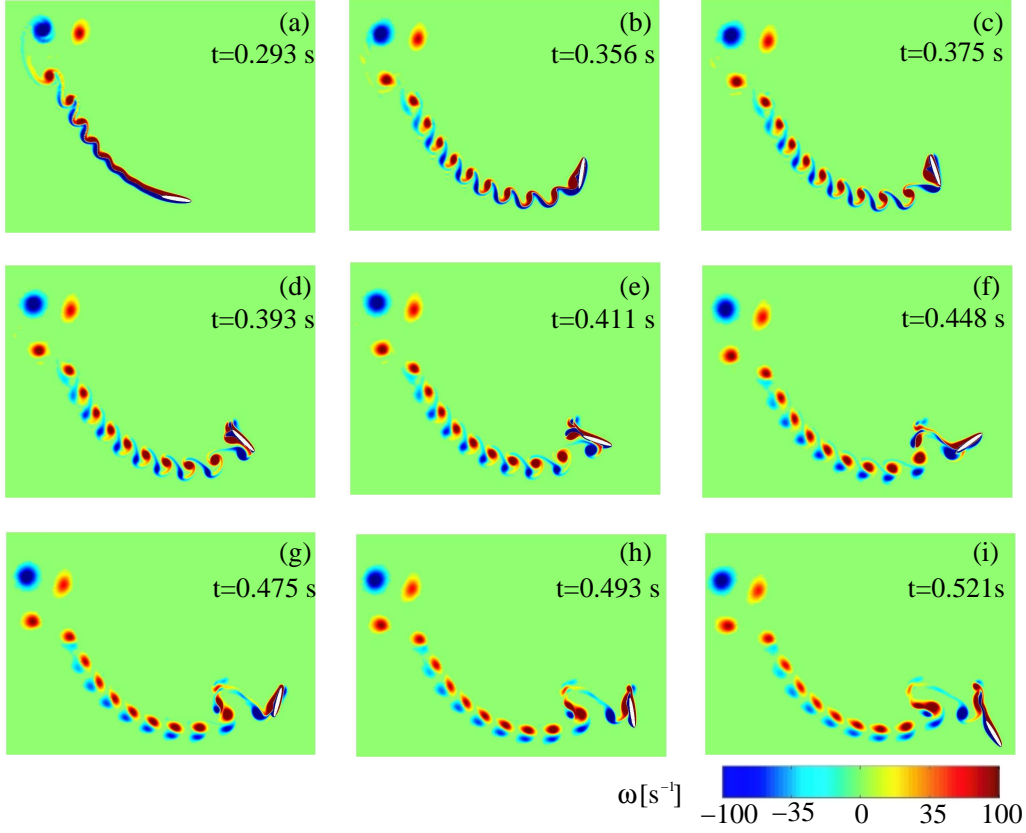 (a)
t=0.293 s
(b)
t=0.356 s
(c)
t=0.375 s
(d)
t=0.393 s
(e)
t=0.411 s
(f)
t=0.448 s
(g)
t=0.475 s
(h)
t=0.493 s
(i)
t=0.521s
ω[s⁻¹]
−100 −35 0 35 100